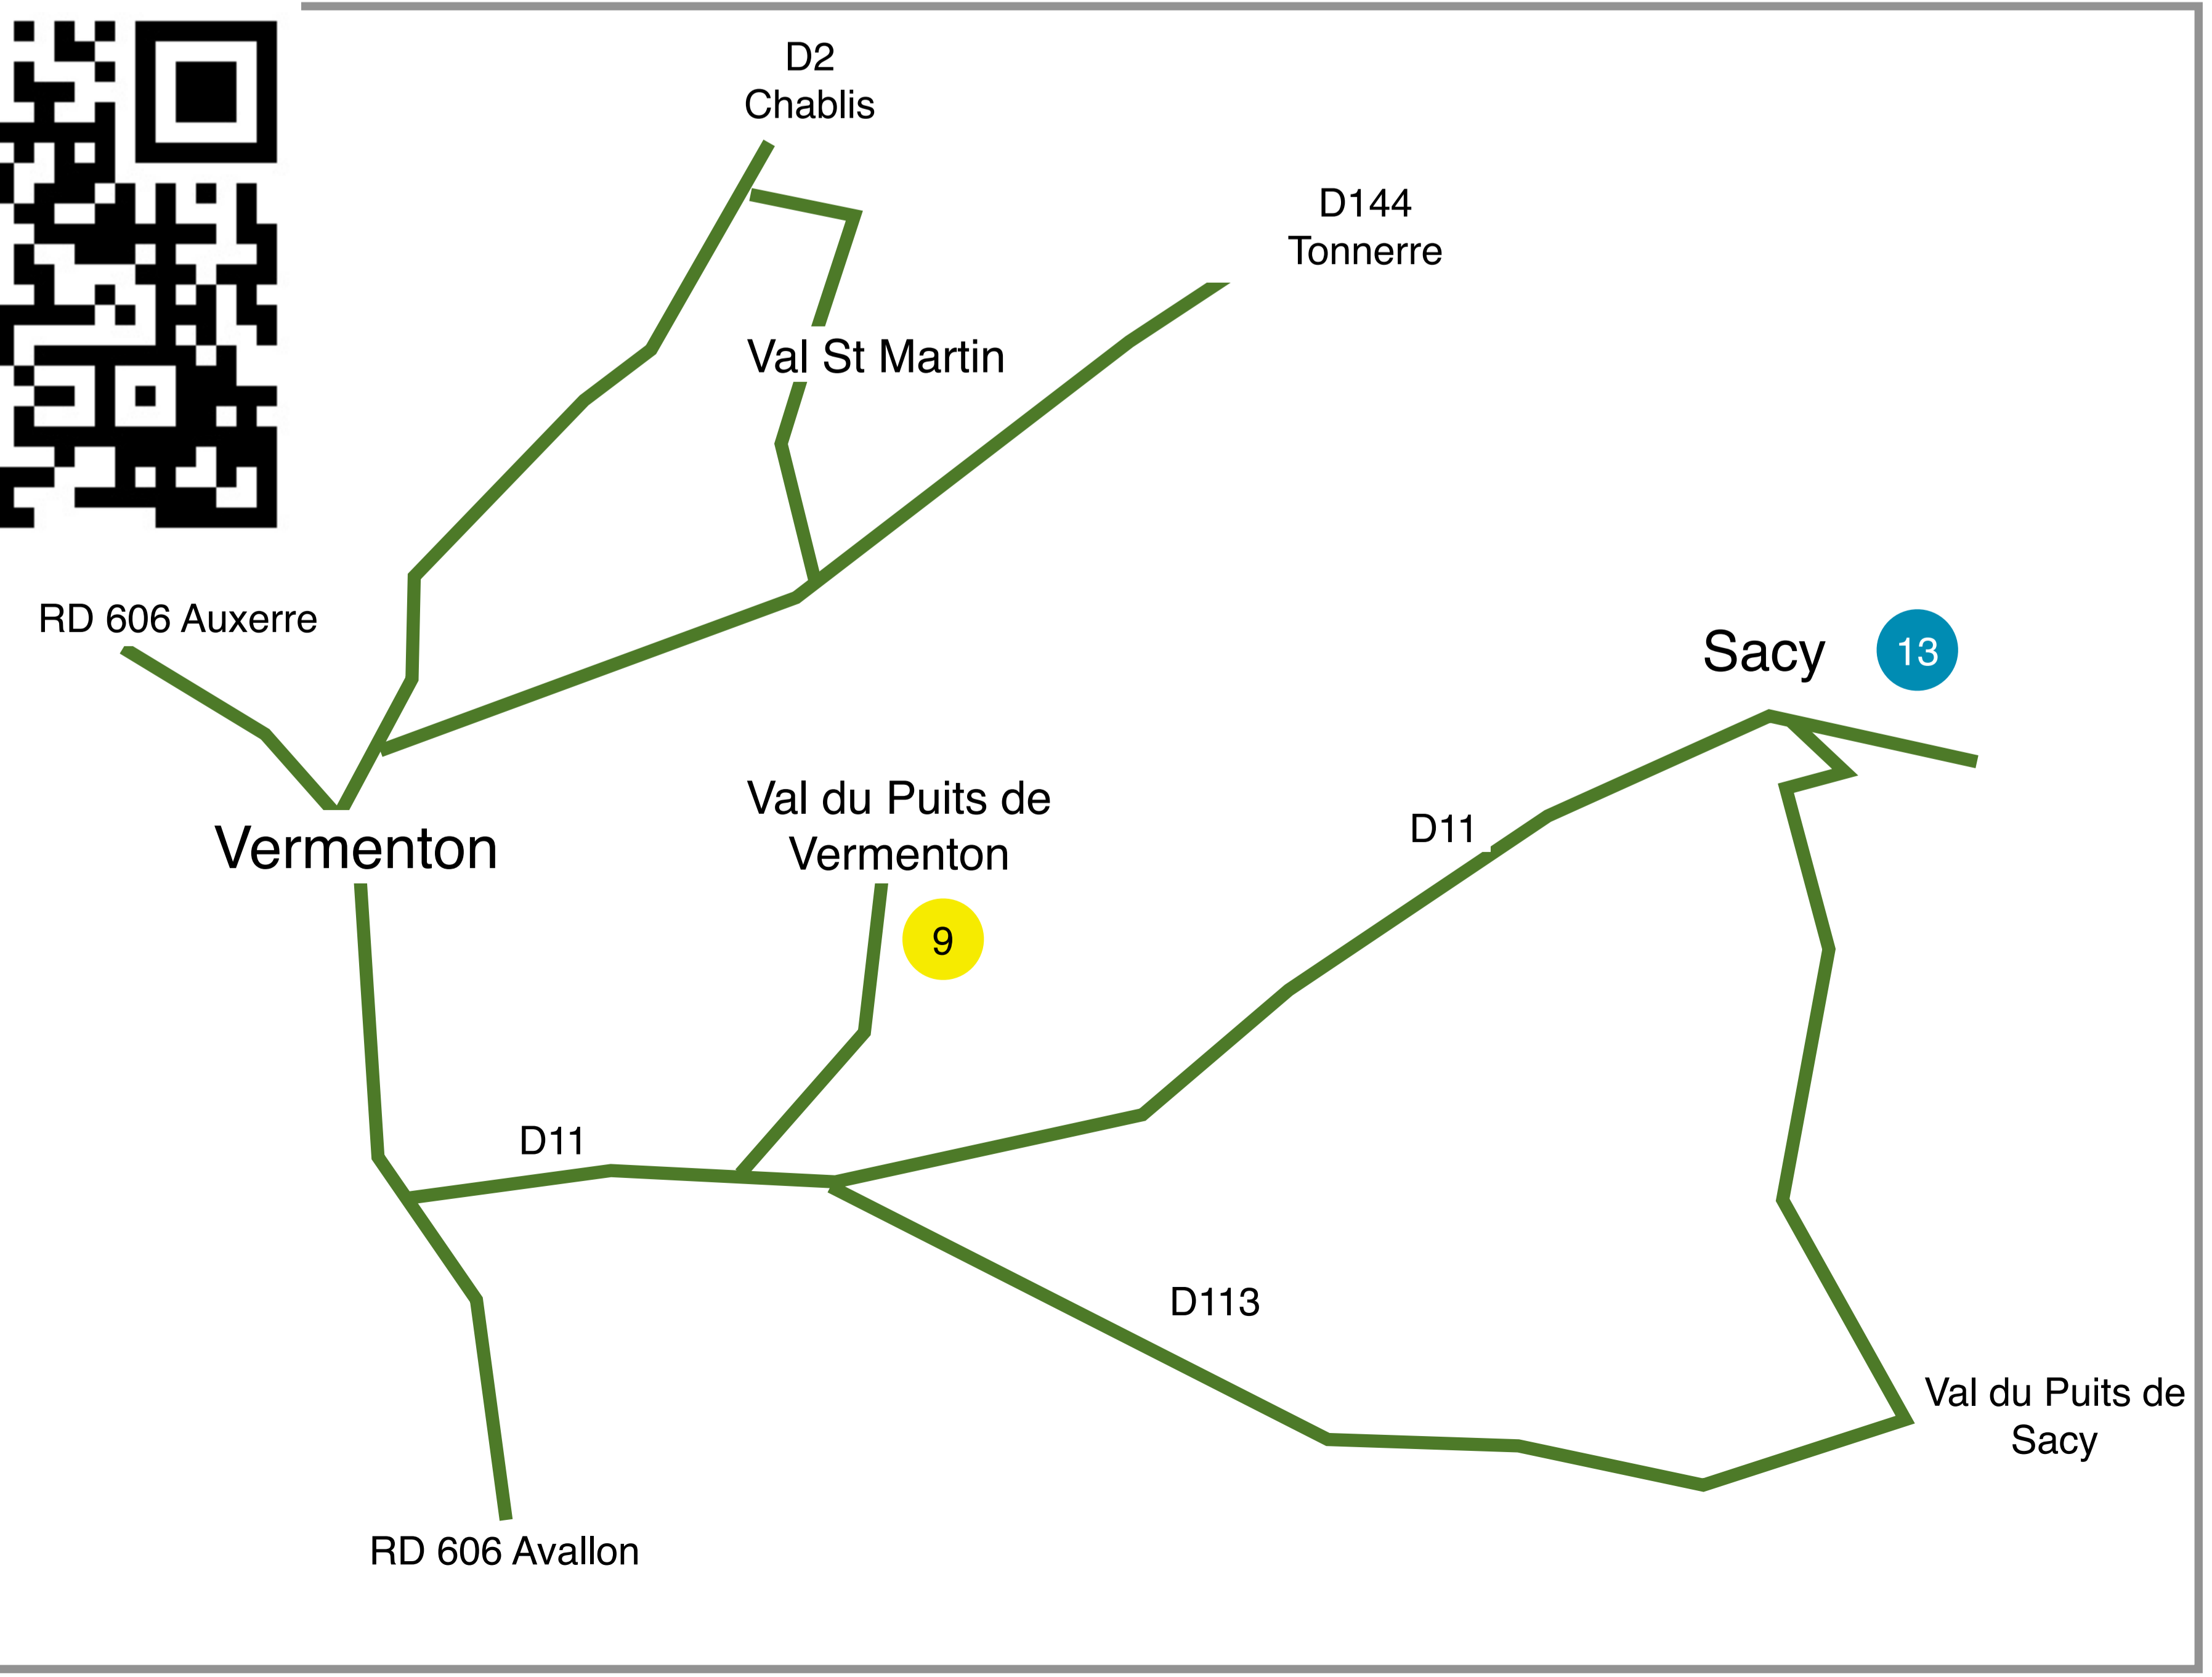 D2
Chablis
D144
Tonnerre
Val St Martin
RD 606 Auxerre
Sacy
13
Vermenton
Val du Puits de
Vermenton
D11
9
D11
D113
Val du Puits de
Sacy
RD 606 Avallon